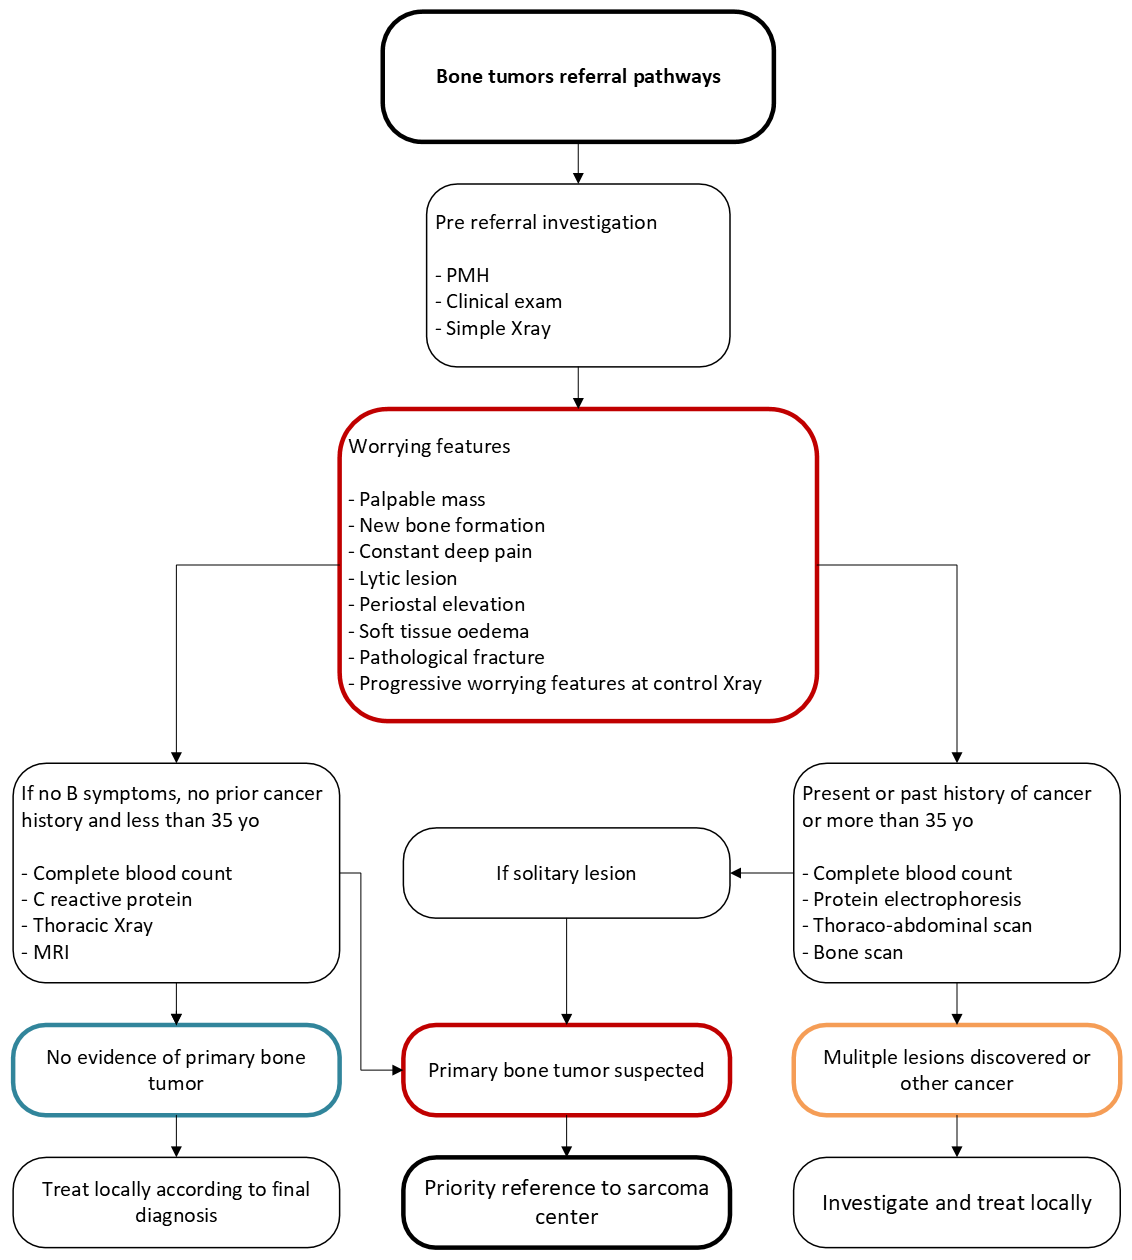 Bone tumors referral pathways
Pre referral investigation
- PMH
- Clinical exam
- Simple Xray
Worrying features
- Palpable mass
- New bone formation
- Constant deep pain
- Lytic lesion
- Periostal elevation
- Soft tissue oedema
- Pathological fracture
- Progressive worrying features at control Xray
If no B symptoms, no prior cancer
history and less than 35 yo
- Complete blood count
- C reactive protein
- Thoracic Xray
- MRI
If solitary lesion
Present or past history of cancer
or more than 35 yo
- Complete blood count
- Protein electrophoresis
- Thoraco-abdominal scan
- Bone scan
No evidence of primary bone
tumor
Primary bone tumor suspected
Mulitple lesions discovered or
other cancer
Treat locally according to final
diagnosis
Priority reference to sarcoma
center
Investigate and treat locally